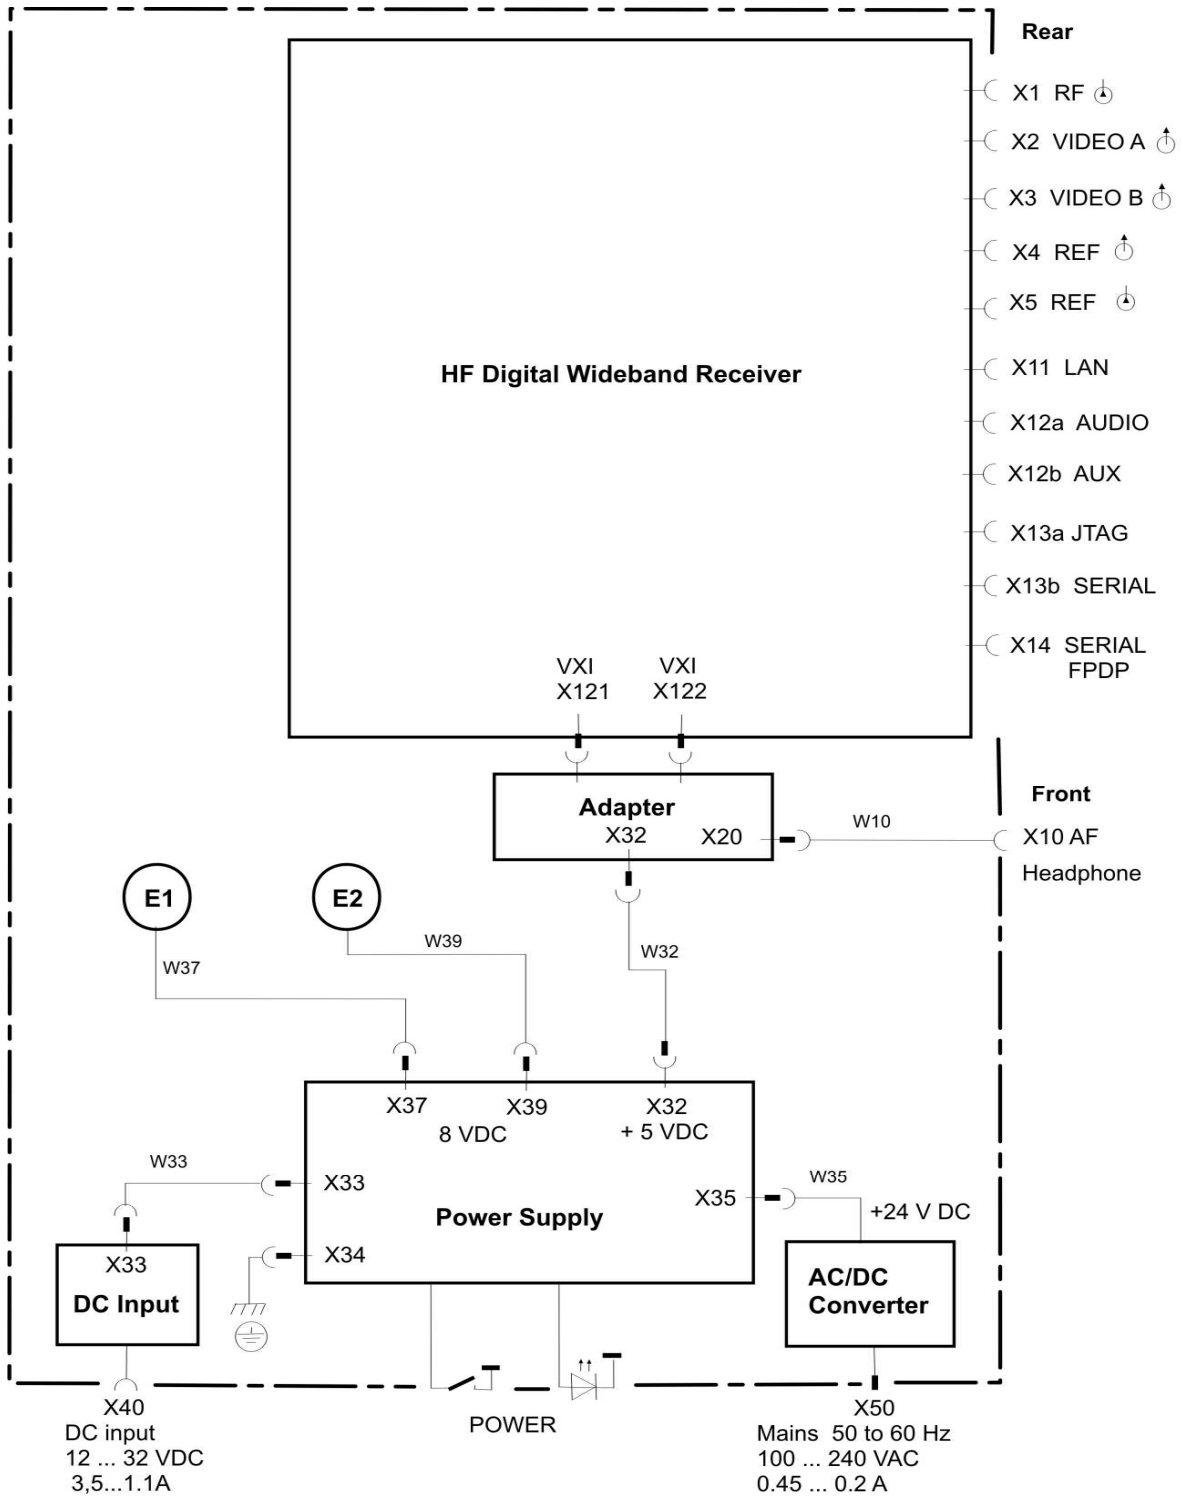 Rear
X1 RF
X2 VIDEO A
X3 VIDEO B
X4 REF
X5 REF
HF Digital Wideband Receiver
X11 LAN
X12a AUDIO
X12b AUX
X13a JTAG
X13b SERIAL
X14 SERIAL
FPDP
VXI
X121
VXI
X122
Front
Adapter
X32
X20
W10
X10 AF
Headphone
E1
E2
W37
W39
W32
X37
X39
X32
8 VDC
+ 5 VDC
W33
X33
X35
W35
+24 V DC
Power Supply
X34
X33
DC Input
AC/DC
Converter
X40
DC input
12 ... 32 VDC
3,5...1.1A
POWER
X50
Mains 50 to 60 Hz
100 ... 240 VAC
0.45 ... 0.2 A